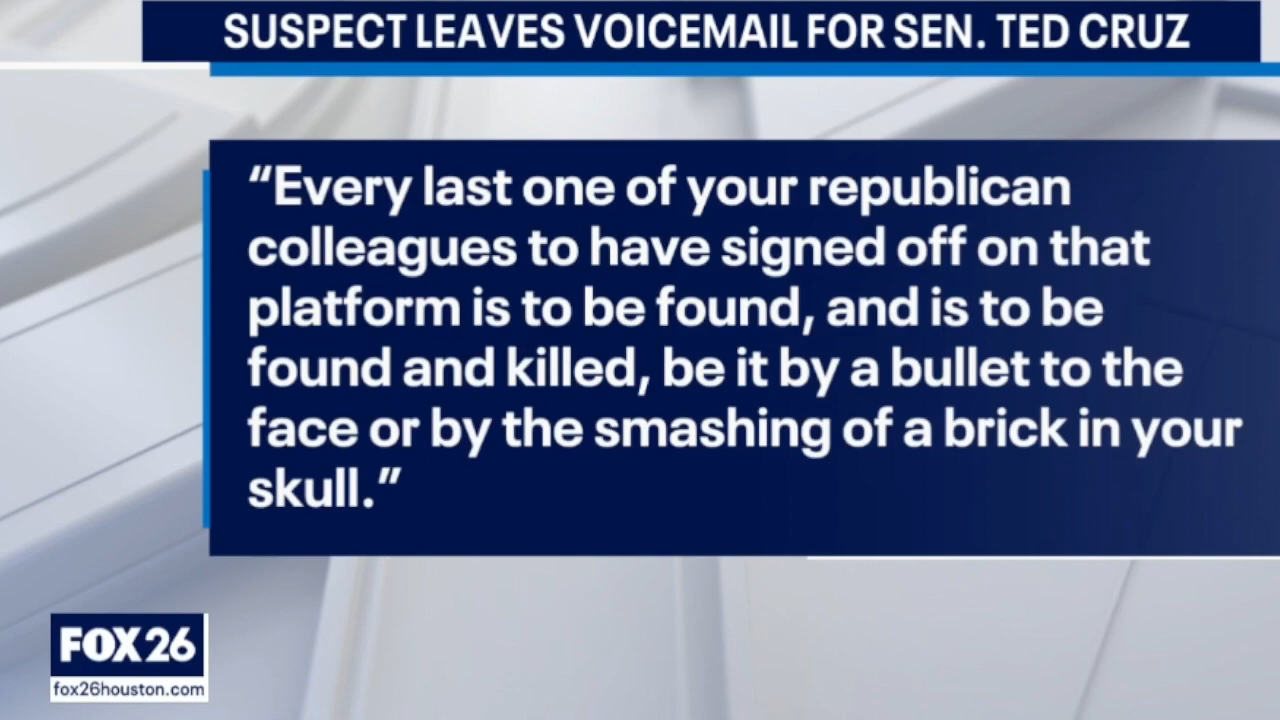 SUSPECT LEAVES VOICEMAIL FOR SEN. TED CRUZ
“Every last one of your republican
colleagues to have signed off on that
platform is to be found, and is to be
found and killed, be it by a bullet to the
face or by the smashing of a brick in your
skull.”
FOX 26
fox26houston.com